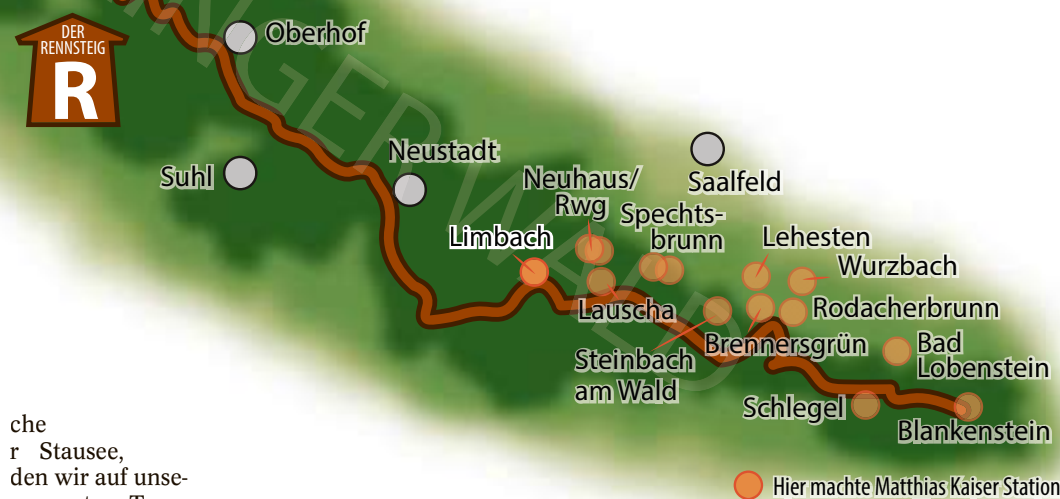 DER
RENNSTEIG
R
Oberhof
Suhl
Neustadt
Saalfeld
Neuhaus/
Rwg
Spechts-
brunn
Limbach
Lehesten
Wurzbach
Lauscha
Rodacherbrunn
Brennersgrün
Steinbach
am Wald
Bad
Lobenstein
Schlegel
Blankenstein
Hier machte Matthias Kaiser Station
che
r Stausee,
den wir auf unse-